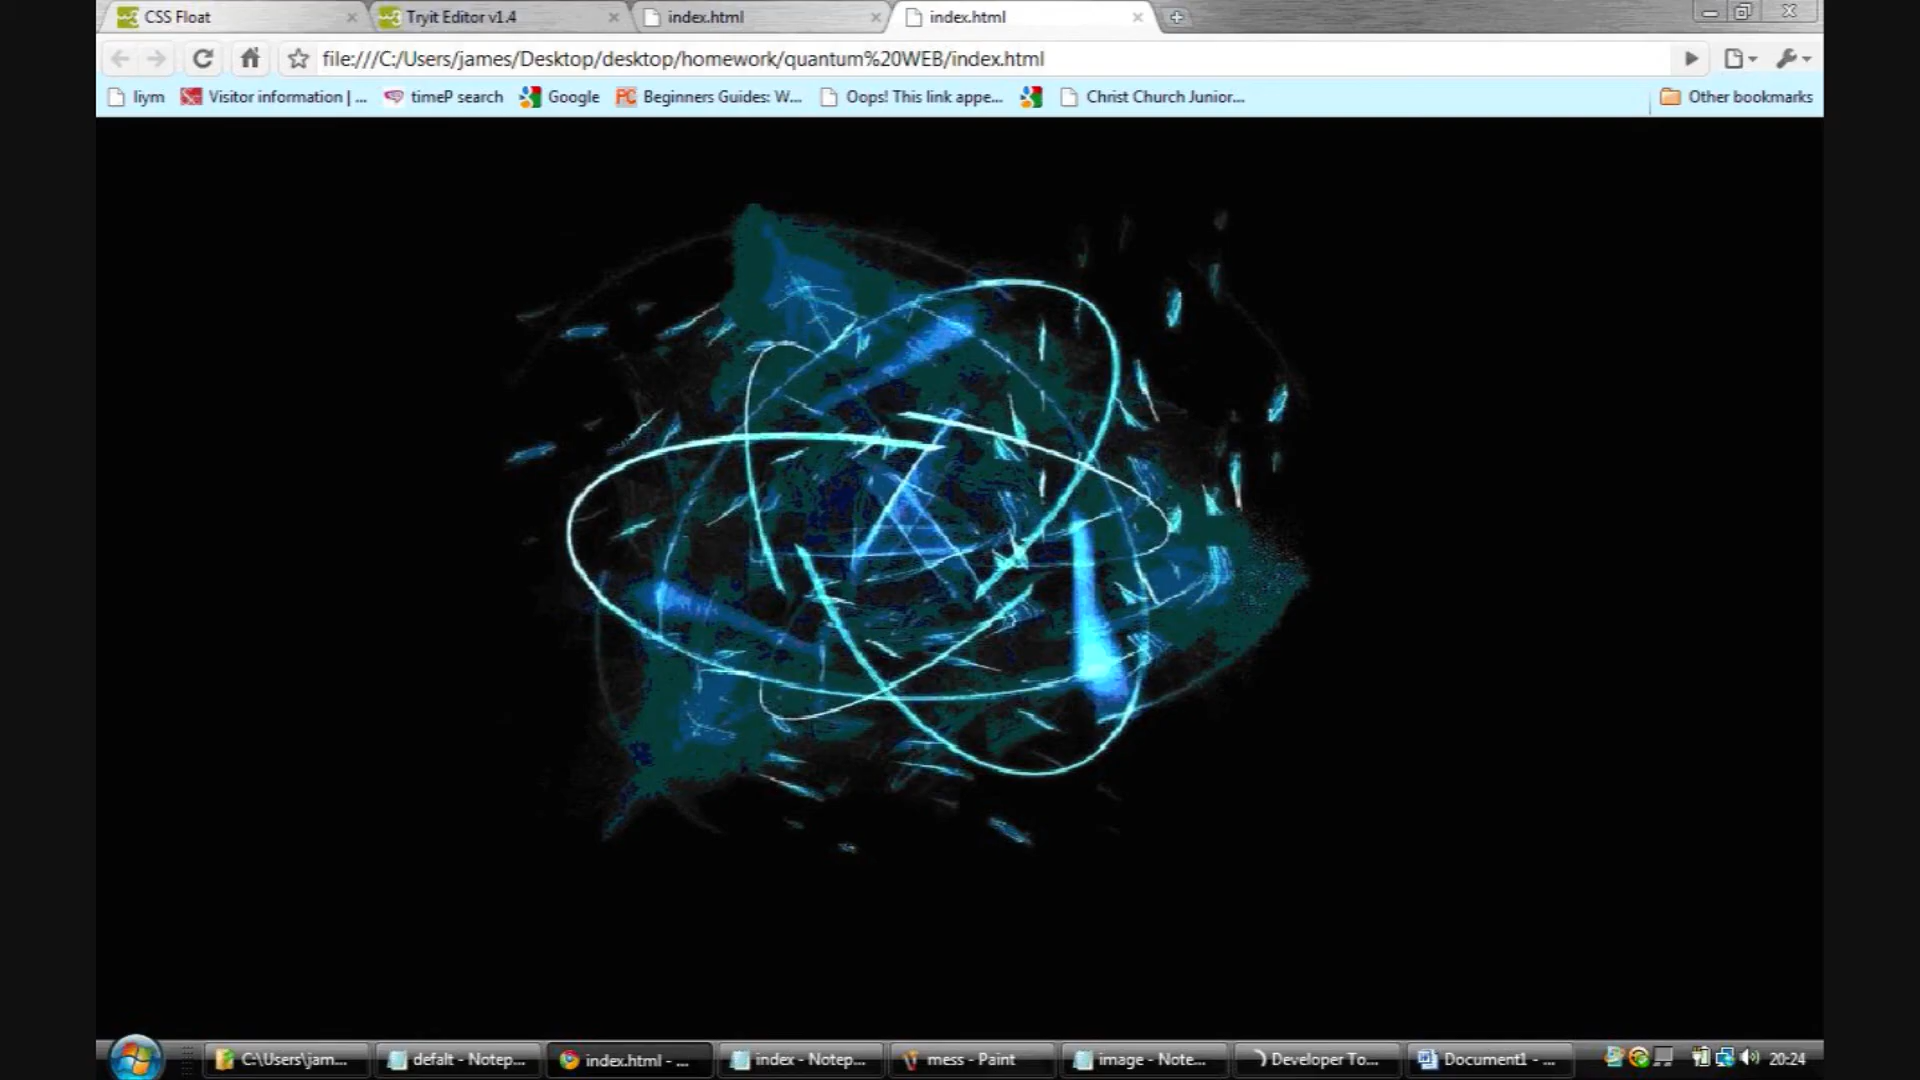 CSS Float
Tryit Editor v1.4
index.html
index.html
file:///C:/Users/james/Desktop/desktop/homework/quantum%20WEB/index.html
liym
Visitor information | ...
timeP search
Google
PC
Beginners Guides: W...
Oops! This link appe...
Christ Church Junior...
Other bookmarks
C:\Users\jam...
defalt - Notep...
index.html - ...
index - Notep...
mess - Paint
image - Note...
Developer To...
Document1 - ...
20:24